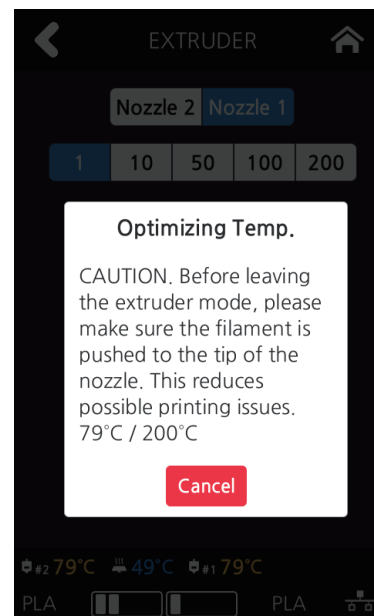 EXTRUDER
Nozzle 2 Nozzle 1
1 10 50 100 200
Optimizing Temp.
CAUTION. Before leaving
the extruder mode, please
make sure the filament is
pushed to the tip of the
nozzle. This reduces
possible printing issues.
79°C / 200°C
Cancel
#2 79°C 49°C #1 79°C
PLA PLA